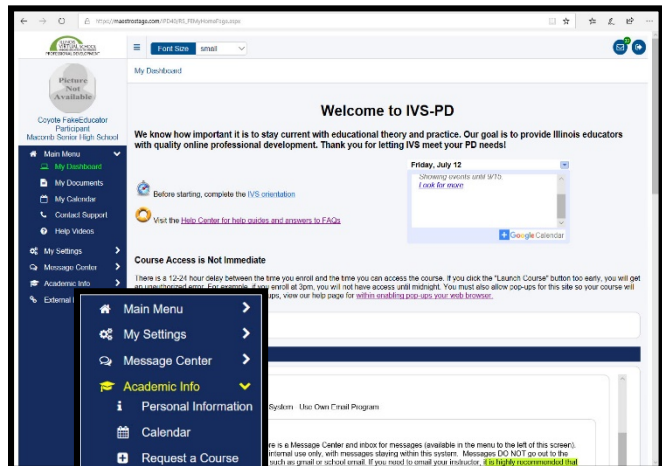 https://maestrostage.com/IPD40/RS_FillMyHomePage.aspx
ILLINOIS
VIRTUAL SCHOOL
PROFESSIONAL DEVELOPMENT
Font Size small
My Dashboard
Picture
Not
Available
Coyote FakeEducator
Participant
Macomb Senior High School
Main Menu
My Dashboard
My Documents
My Calendar
Contact Support
Help Videos
My Settings
Message Center
Academic Info
External
Welcome to IVS-PD
We know how important it is to stay current with educational theory and practice. Our goal is to provide Illinois educators
with quality online professional development. Thank you for letting IVS meet your PD needs!
Before starting, complete the IVS orientation
Visit the Help Center for help guides and answers to FAQs
Friday, July 12
Showing events until 9/15.
Look for more
Google Calendar
Course Access is Not Immediate
There is a 12-24 hour delay between the time you enroll and the time you can access the course. If you click the "Launch Course" button too early, you will get
an unauthorized error. For example, if you enroll at 3pm, you will not have access until midnight. You must also allow pop-ups for this site so your course will
ups, view our help page for within enabling pop-ups your web browser.
Main Menu
My Settings
Message Center
Academic Info
Personal Information
Calendar
Request a Course
System - Use Own Email Program
re is a Message Center and inbox for messages (available in the menu to the left of this screen).
internal use only, with messages staying within this system. Messages DO NOT go out to the
such as gmail or school email. If you need to email your instructor, it is highly recommended that